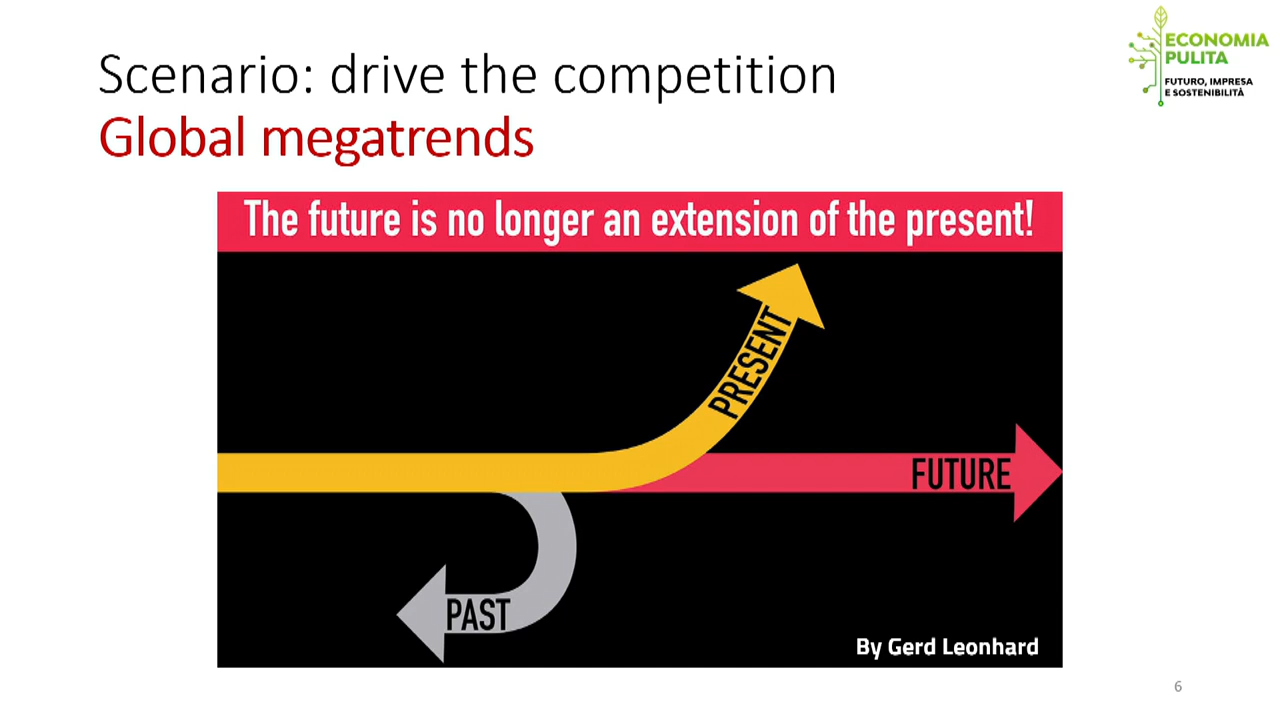 Scenario: drive the competition
Global megatrends
ECONOMIA
PULITA
FUTURO, IMPRESA
E SOSTENIBILITÀ
The future is no longer an extension of the present!
PRESENT
FUTURE
PAST
By Gerd Leonhard
6